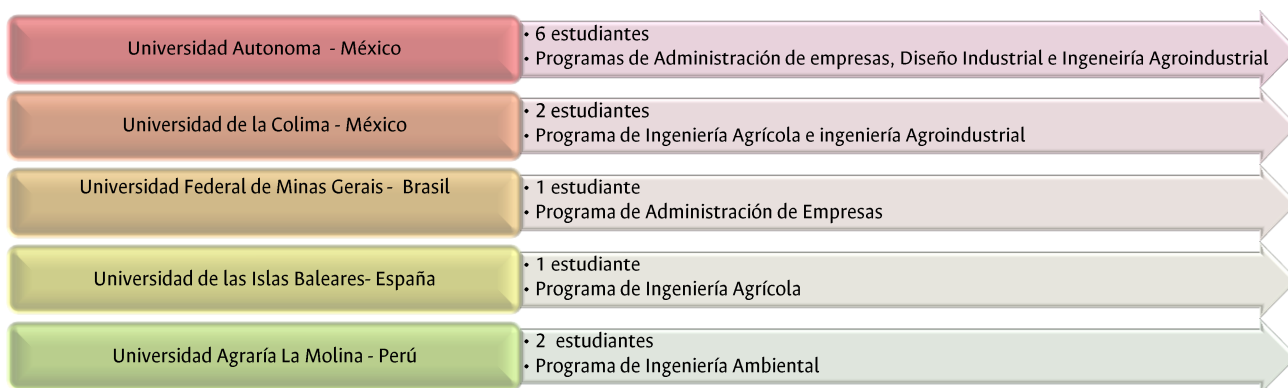 Universidad Autonoma - México
• 6 estudiantes
• Programas de Administración de empresas, Diseño Industrial e Ingeneiría Agroindustrial
Universidad de la Colima - México
• 2 estudiantes
• Programa de Ingeniería Agrícola e ingeniería Agroindustrial
Universidad Federal de Minas Gerais - Brasil
• 1 estudiante
• Programa de Administración de Empresas
Universidad de las Islas Baleares- España
• 1 estudiante
• Programa de Ingeniería Agrícola
Universidad Agraría La Molina - Perú
• 2 estudiantes
• Programa de Ingeniería Ambiental